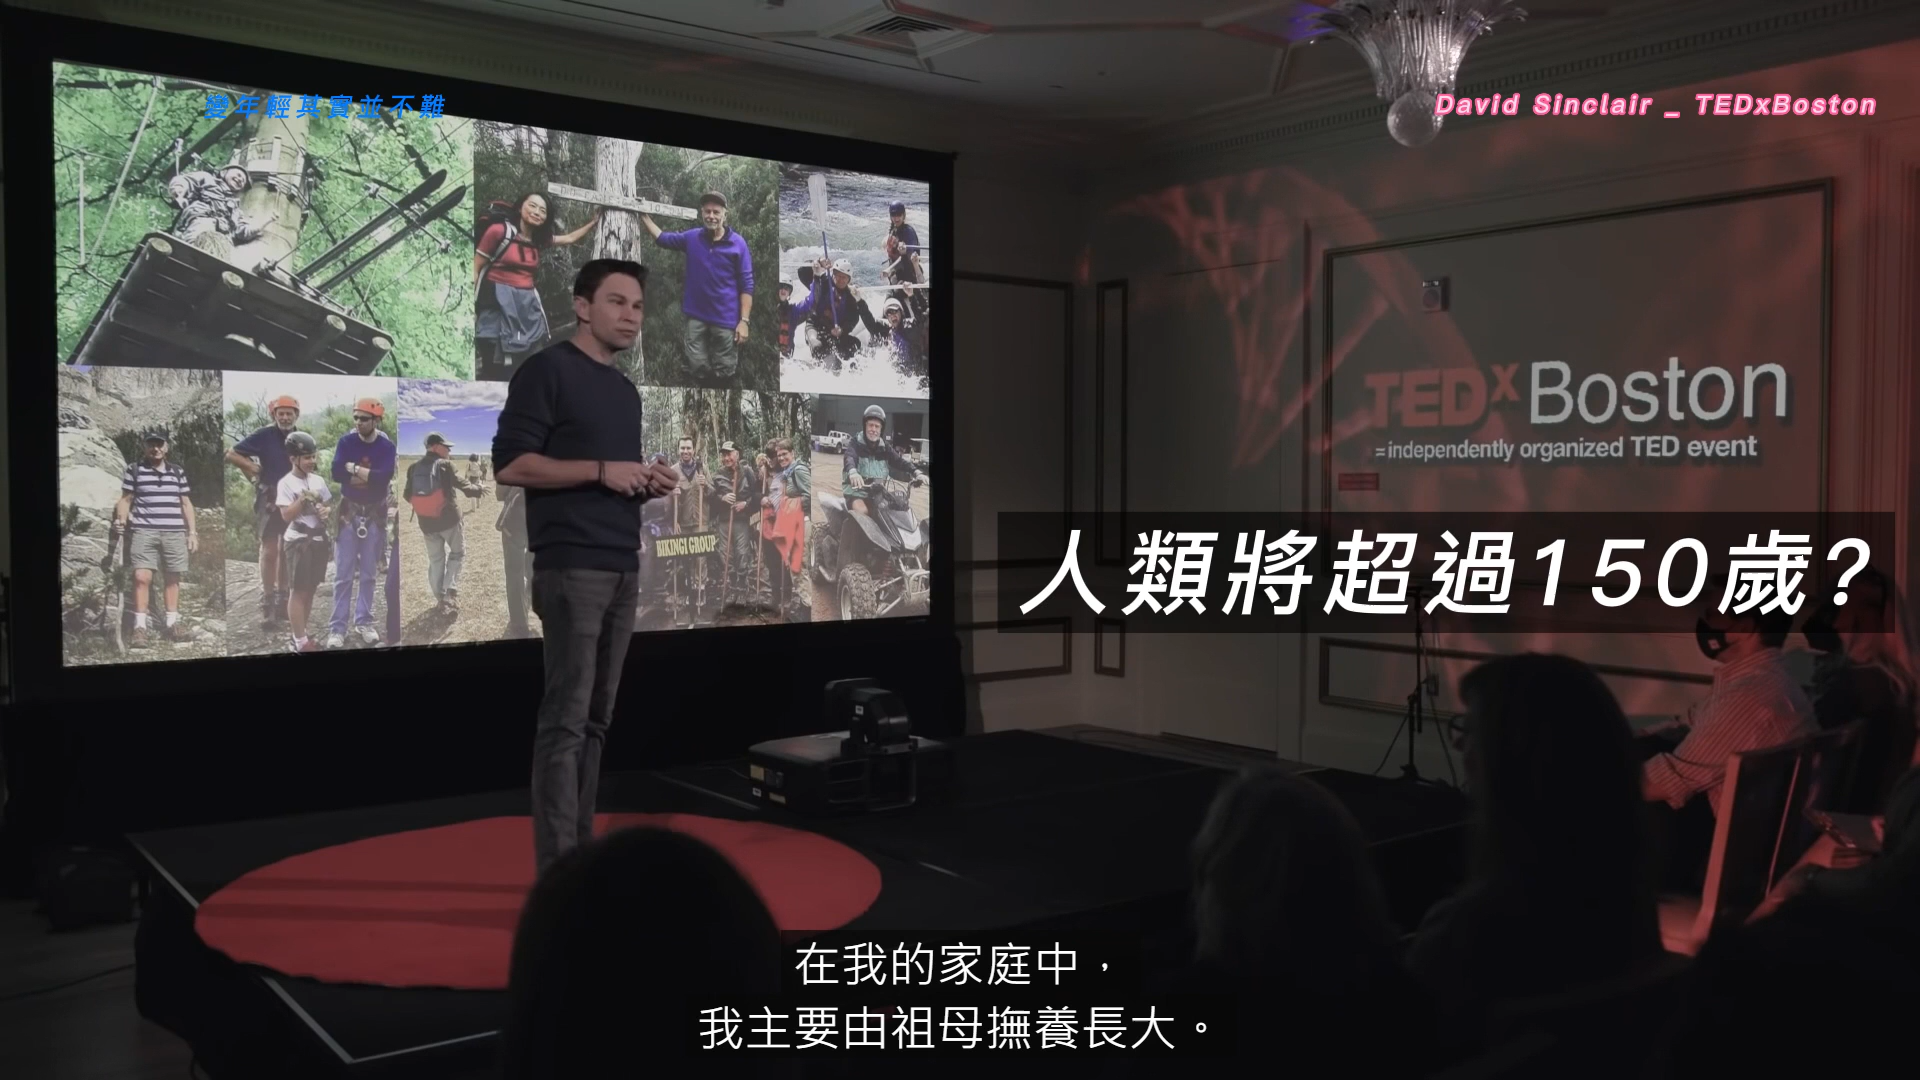 變年輕其實並不難
David Sinclair _ TEDxBoston
TEDxBoston
=independently organized TED event
BIKINGI GROUP
人類將超過150歲?
在我的家庭中，
我主要由祖母撫養長大。